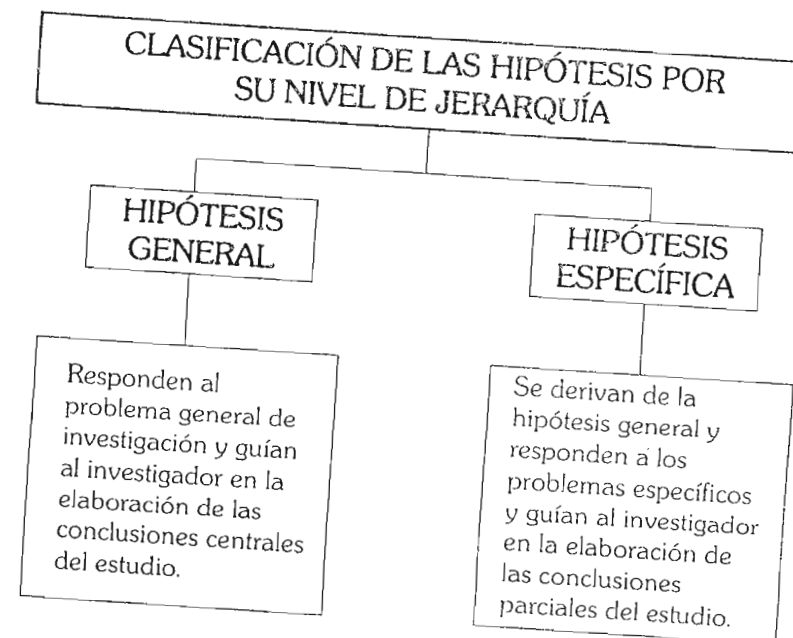 CLASIFICACIÓN DE LAS HIPÓTESIS POR
SU NIVEL DE JERARQUÍA
HIPÓTESIS
GENERAL
Responden al
problema general de
investigación y guían
al investigador en la
elaboración de las
conclusiones centrales
del estudio.
HIPÓTESIS
ESPECÍFICA
Se derivan de la
hipótesis general y
responden a los
problemas específicos
y guían al investigador
en la elaboración de
las conclusiones
parciales del estudio.